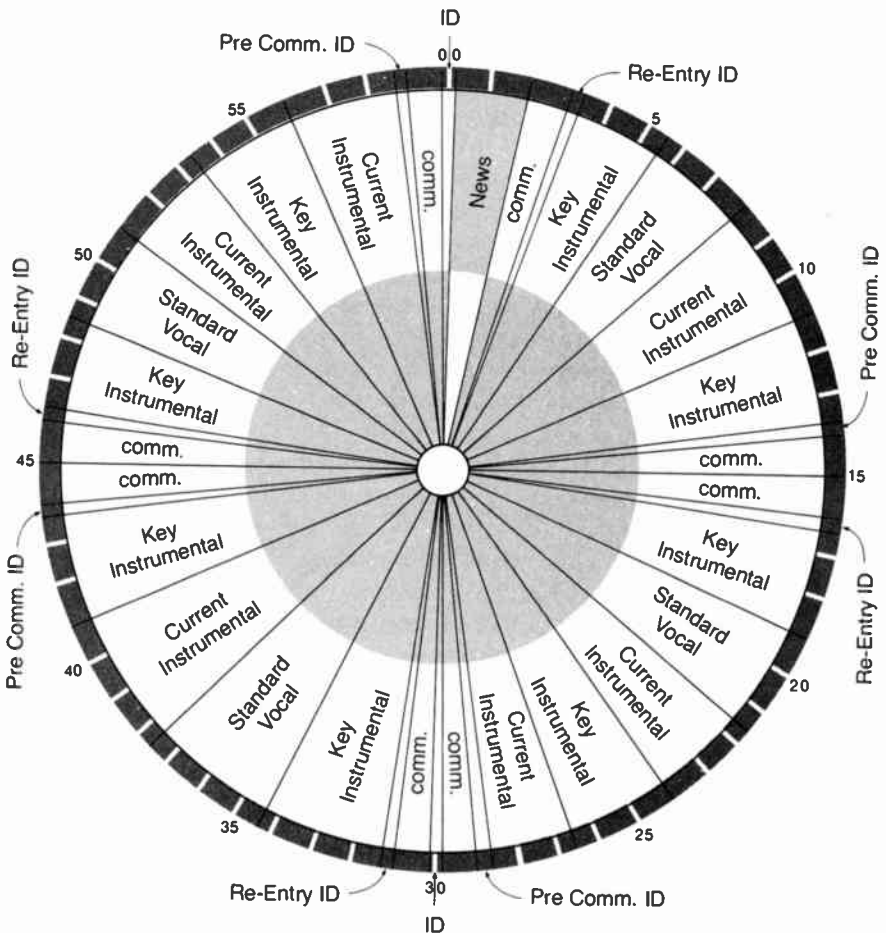 ID
00
Pre Comm. ID
Re-Entry ID
5
10
Pre Comm. ID
15
Re-Entry ID
20
25
Pre Comm. ID
30
ID
Re-Entry ID
35
40
Pre Comm. ID
45
Re-Entry ID
50
55
News
comm.
Key
Instrumental
Standard
Vocal
Current
Instrumental
Key
Instrumental
comm.
comm.
Key
Instrumental
Standard
Vocal
Current
Instrumental
Key
Instrumental
Current
Instrumental
comm.
comm.
Key
Instrumental
Standard
Vocal
Current
Instrumental
Key
Instrumental
comm.
comm.
Key
Instrumental
Standard
Vocal
Current
Instrumental
Key
Instrumental
Current
Instrumental
comm.